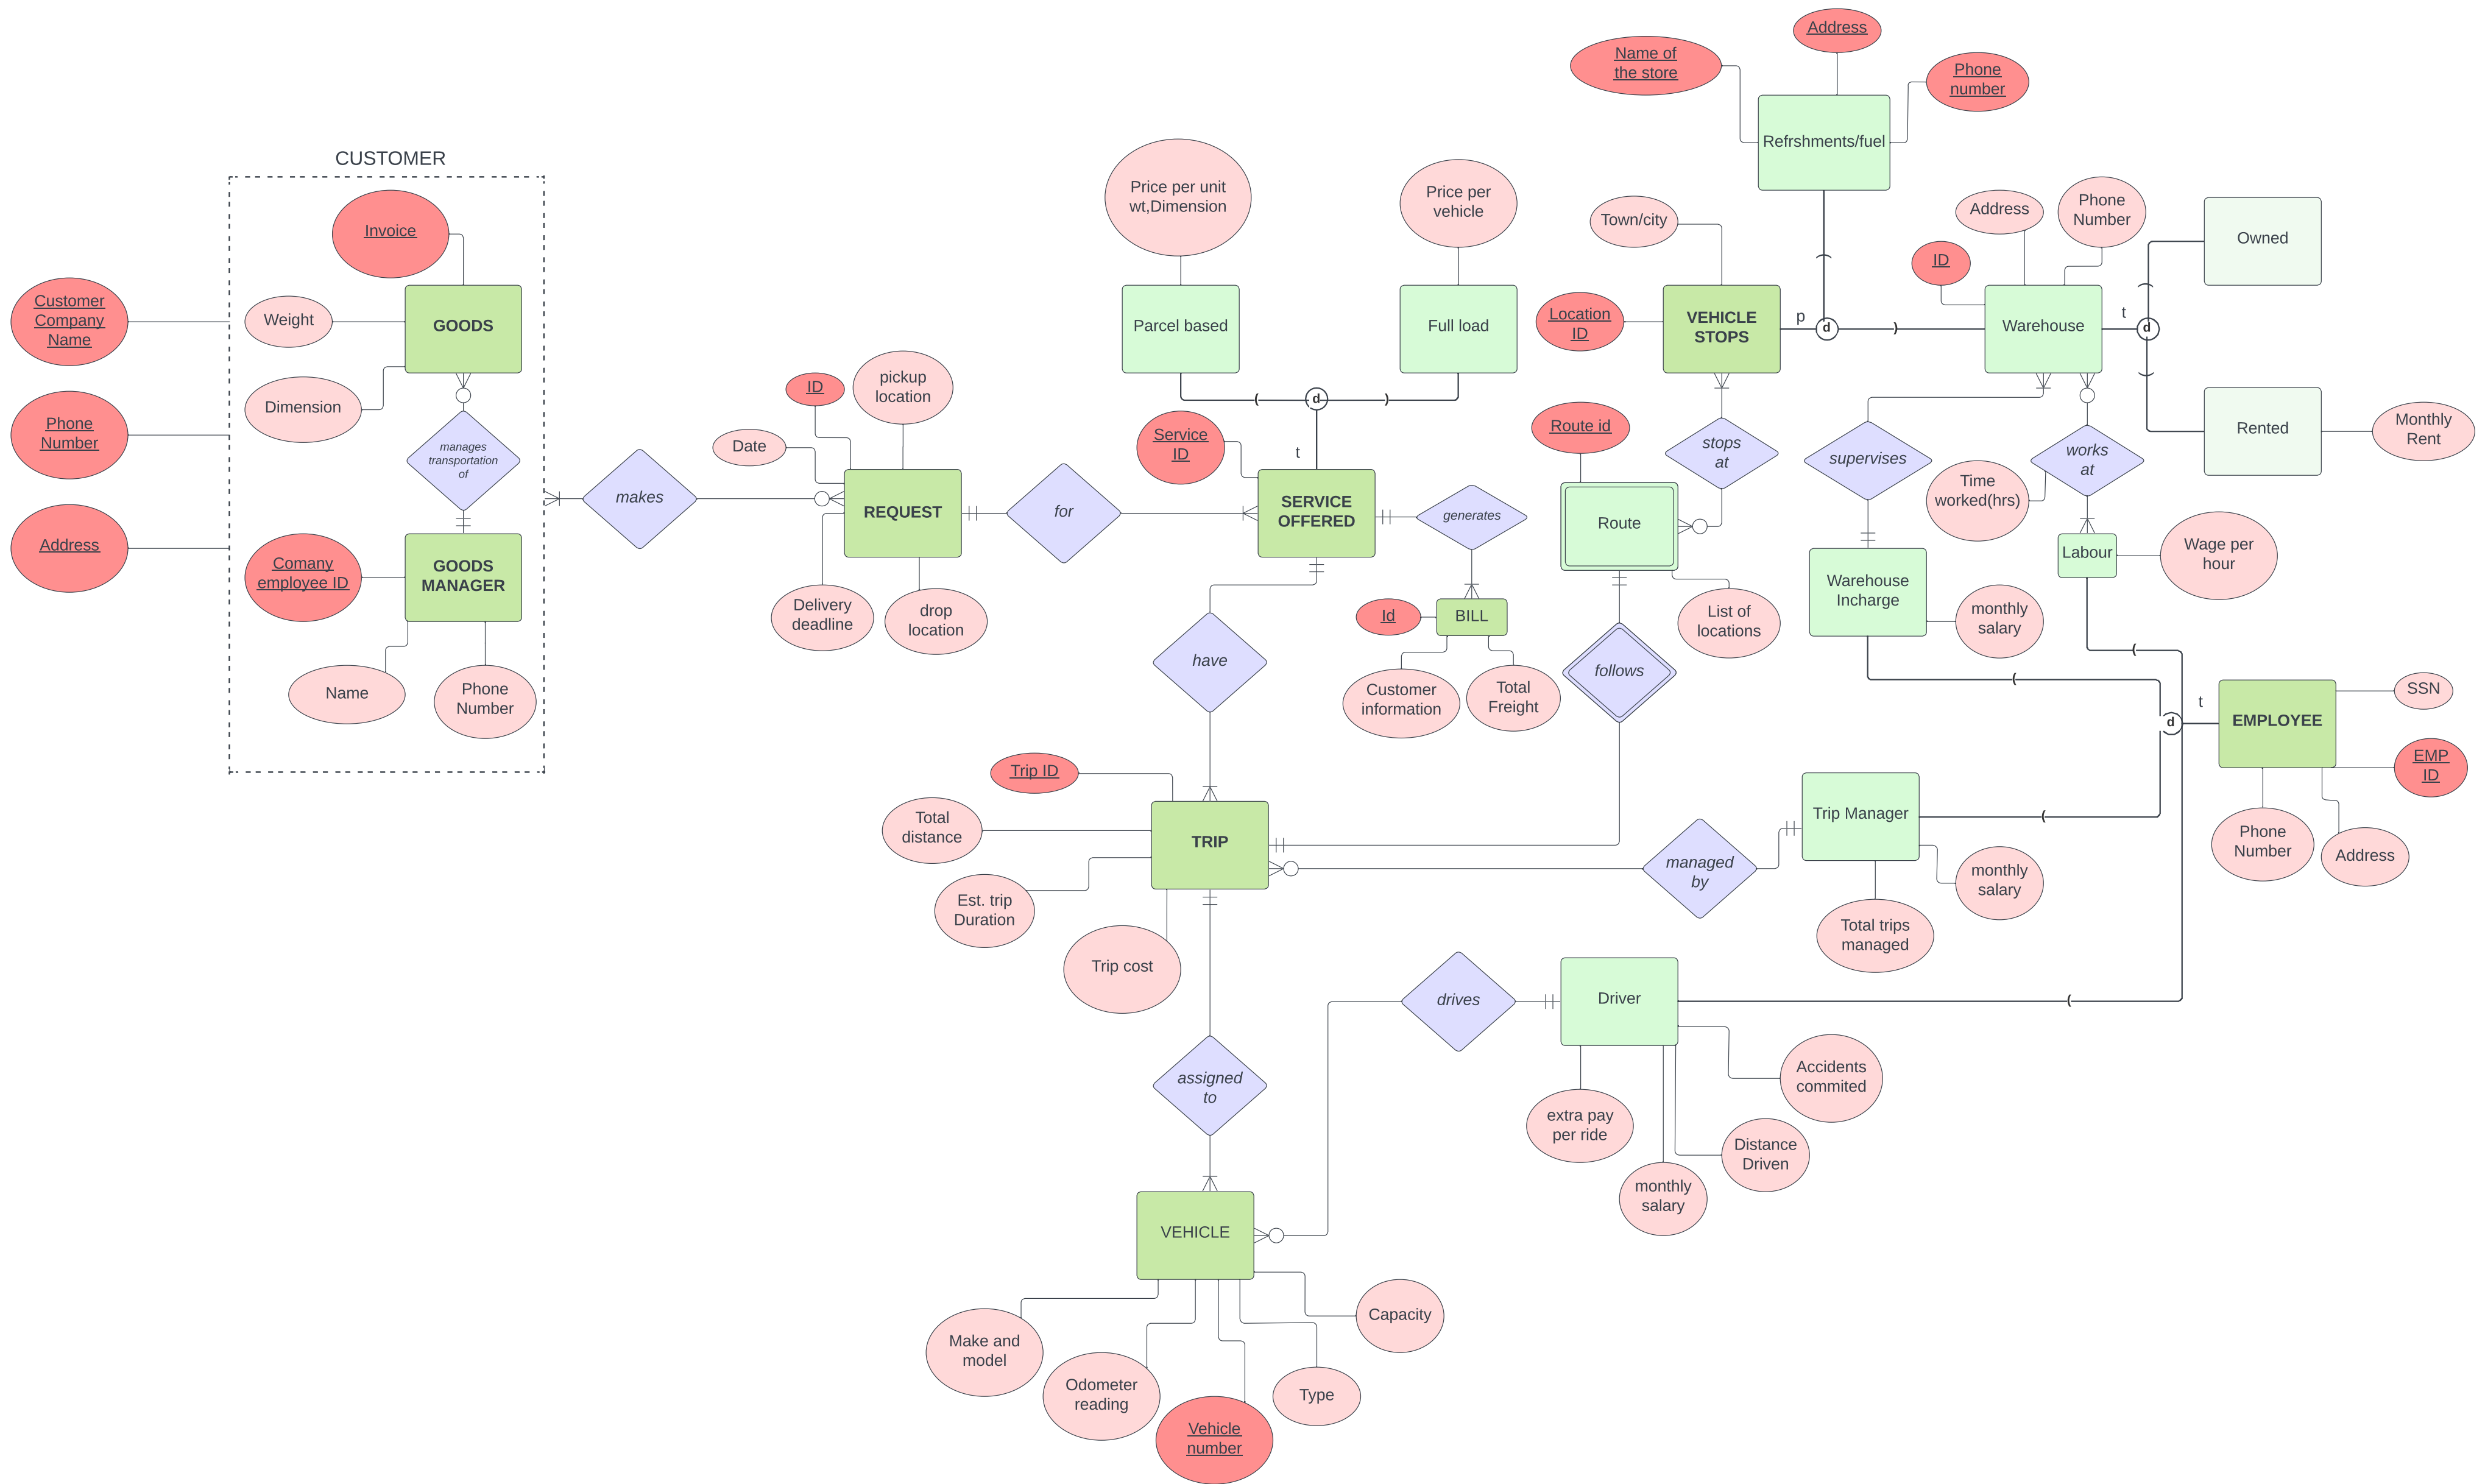 CUSTOMER
Invoice
Customer
Company
Name
Weight
GOODS
Dimension
Phone
Number
manages
transportation
of
Address
Comany
employee ID
GOODS
MANAGER
Name
Phone
Number
makes
ID
pickup
location
Date
REQUEST
Delivery
deadline
drop
location
for
Price per unit
wt,Dimension
Price per
vehicle
Parcel based
Full load
d
t
Service
ID
SERVICE
OFFERED
generates
Id
BILL
Customer
information
Total
Freight
have
Name of
the store
Address
Phone
number
Refrshments/fuel
Town/city
Location
ID
VEHICLE
STOPS
p
d
ID
Address
Phone
Number
Warehouse
t
d
Owned
Rented
Monthly
Rent
Route id
stops
at
supervises
works
at
Time
worked(hrs)
Route
List of
locations
follows
Warehouse
Incharge
monthly
salary
Labour
Wage per
hour
t
d
EMPLOYEE
SSN
EMP
ID
Phone
Number
Address
Trip ID
Total
distance
TRIP
Est. trip
Duration
Trip cost
managed
by
Trip Manager
monthly
salary
Total trips
managed
assigned
to
drives
Driver
Accidents
commited
extra pay
per ride
Distance
Driven
monthly
salary
VEHICLE
Capacity
Make and
model
Odometer
reading
Type
Vehicle
number